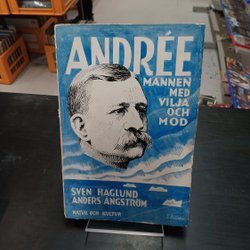 ANDRÉE
MANNEN
MED
VILJA
OCH
MOD
SVEN HAGLUND
ANDERS ÅNGSTRÖM
NATUR OCH KULTUR